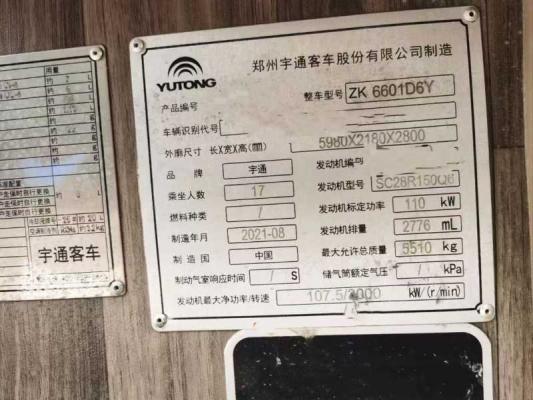 YUTONG
郑州宇通客车股份有限公司制造
整车型号 ZK 6601D6Y
产品编号
车辆识别代号
外廓尺寸 长X宽X高(mm) 5980X2180X2800
品牌 宇通 发动机编号
乘坐人数 17 发动机型号 SC28R150Q6
燃料种类 / 发动机标定功率 110 kW
制造年月 2021-08 发动机排量 2776 mL
制造国 中国 最大允许总质量 5510 kg
制动气室响应时间 / S 储气筒额定气压 / kPa
发动机最大净功率/转速 107.5/3000 kW/(r/min)
用量
宇通客车